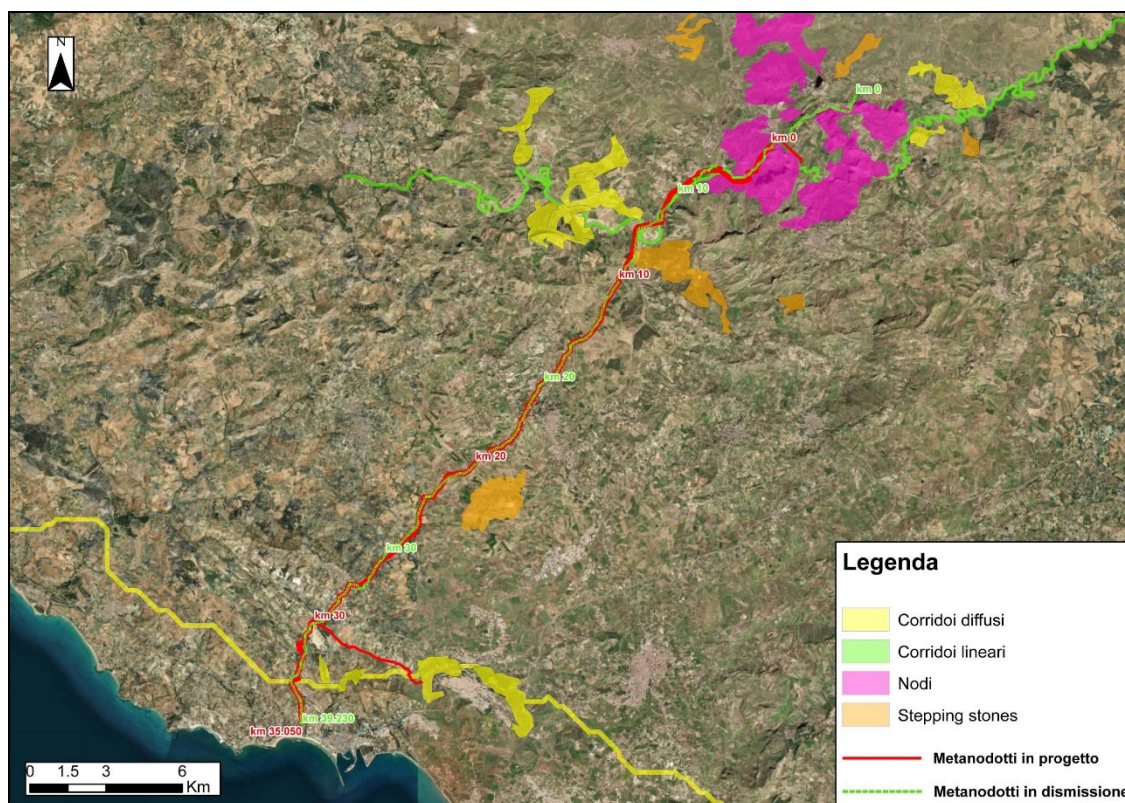 N
km 0
km 0
km 10
km 10
km 20
km 20
km 30
km 30
km 39.230
km 35.050
0 1.5 3 6
Km
Legenda
Corridoi diffusi
Corridoi lineari
Nodi
Stepping stones
Metanodotti in progetto
Metanodotti in dismissione